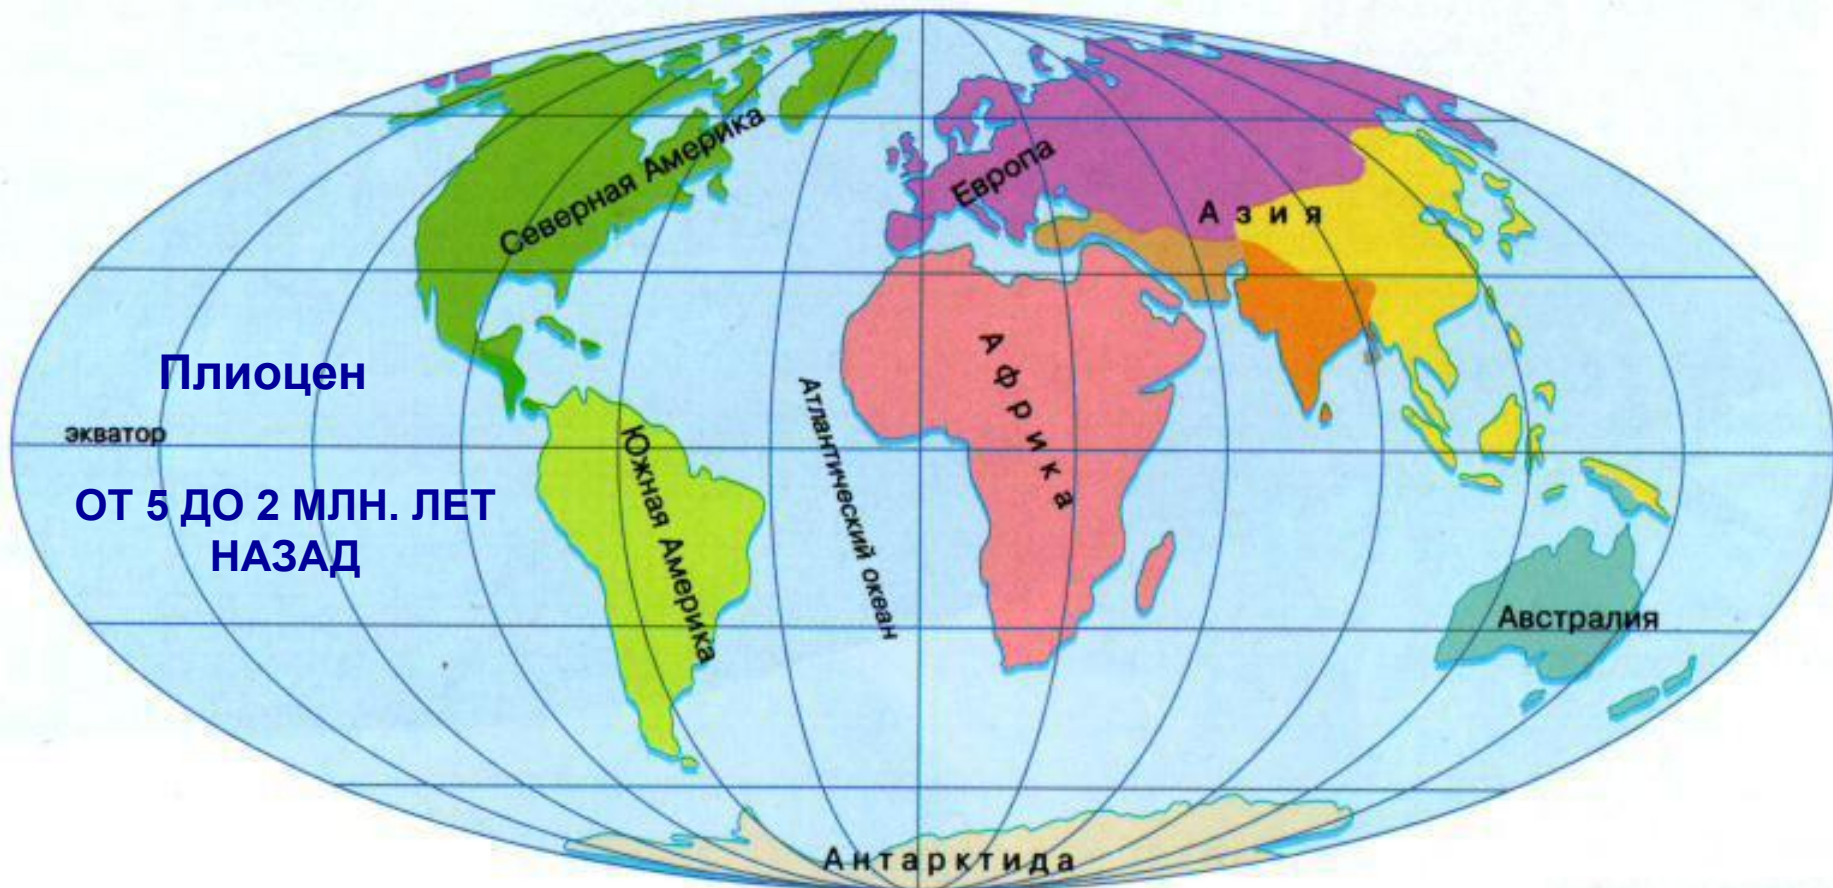 Северная Америка
Европа
Азия
Плиоцен
Африка
Атлантический океан
экватор
Южная Америка
ОТ 5 ДО 2 МЛН. ЛЕТ
НАЗАД
Австралия
Антарктида